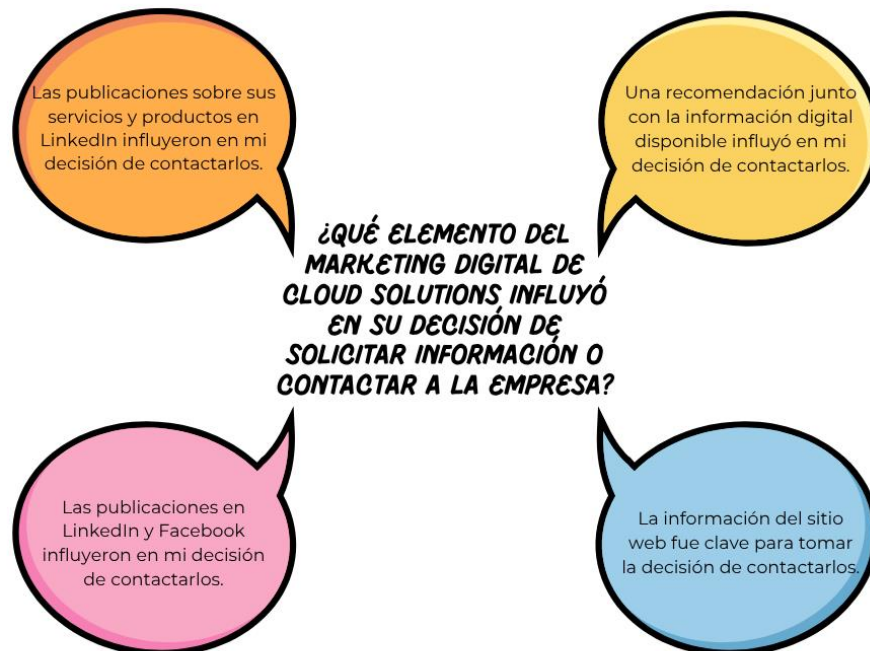 Las publicaciones sobre sus
servicios y productos en
LinkedIn influyeron en mi
decisión de contactarlos.
Una recomendación junto
con la información digital
disponible influyó en mi
decisión de contactarlos.
¿QUÉ ELEMENTO DEL
MARKETING DIGITAL DE
CLOUD SOLUTIONS INFLUYÓ
EN SU DECISIÓN DE
SOLICITAR INFORMACIÓN O
CONTACTAR A LA EMPRESA?
Las publicaciones en
LinkedIn y Facebook
influyeron en mi decisión
de contactarlos.
La información del sitio
web fue clave para tomar
la decisión de contactarlos.